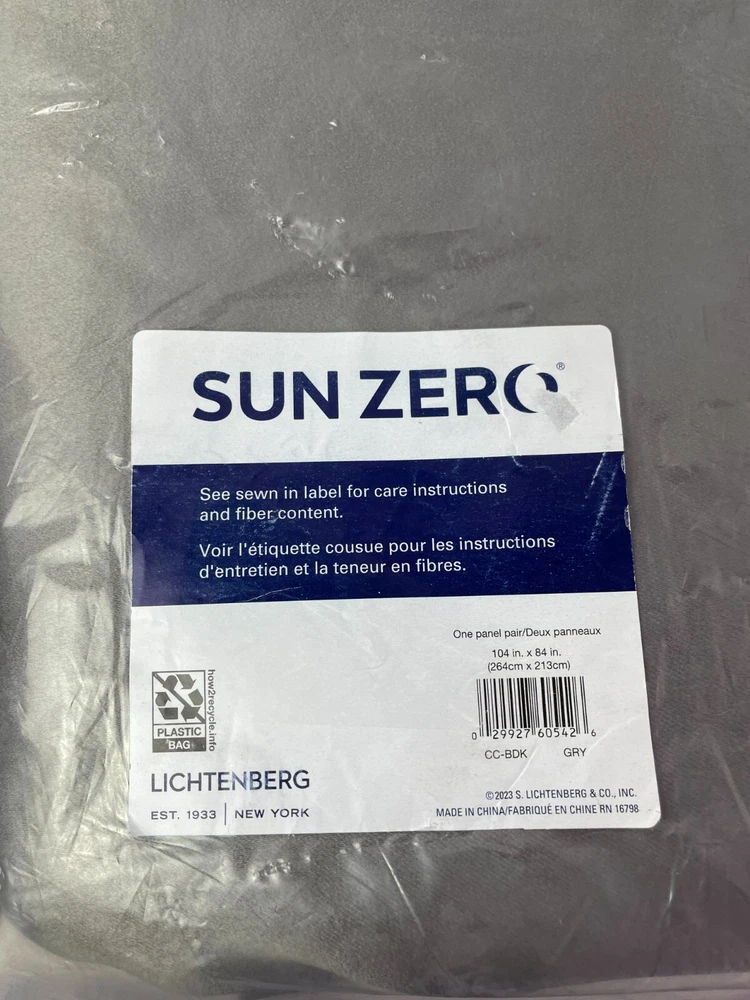 SUN ZERO®
See sewn in label for care instructions
and fiber content.
Voir l'étiquette cousue pour les instructions
d'entretien et la teneur en fibres.
One panel pair/Deux panneaux
104 in. x 84 in.
(264cm x 213cm)
how2recycle.info
PLASTIC
BAG
0 29927 60542 6
CC-BDK GRY
LICHTENBERG
EST. 1933 | NEW YORK
©2023 S. LICHTENBERG & CO., INC.
MADE IN CHINA/FABRIQUÉ EN CHINE RN 16798